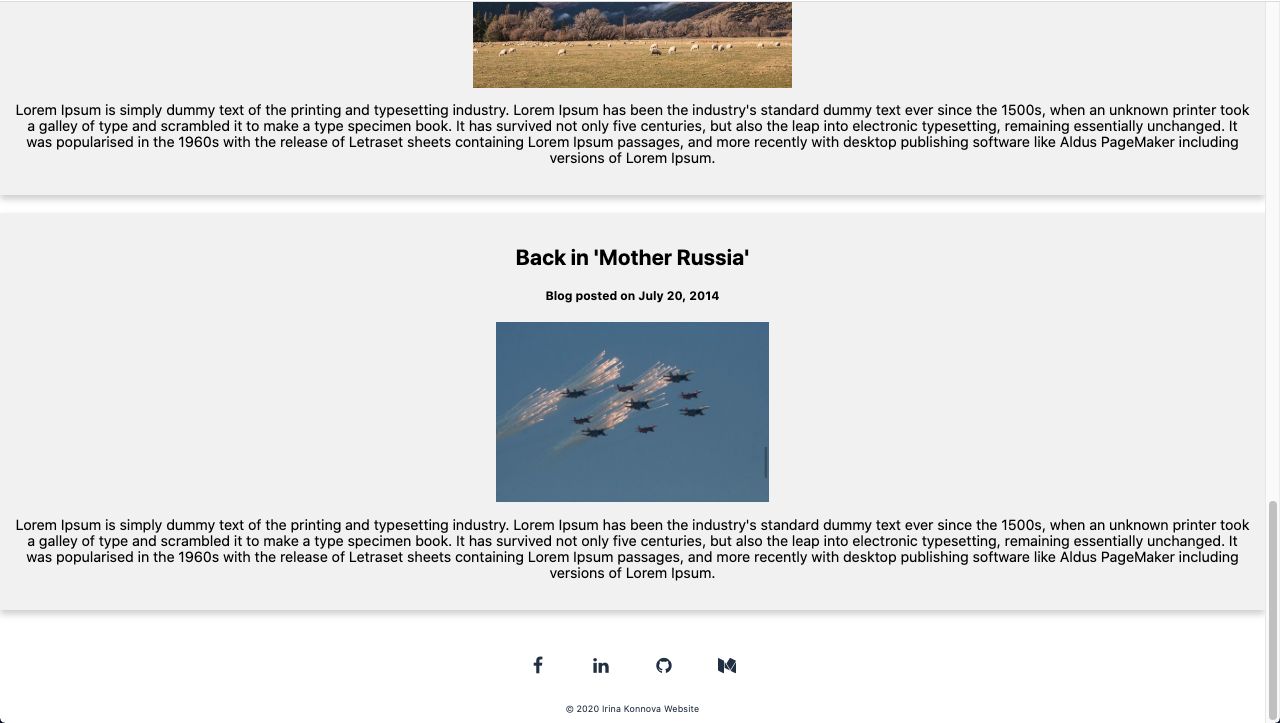 Lorem Ipsum is simply dummy text of the printing and typesetting industry. Lorem Ipsum has been the industry's standard dummy text ever since the 1500s, when an unknown printer took
a galley of type and scrambled it to make a type specimen book. It has survived not only five centuries, but also the leap into electronic typesetting, remaining essentially unchanged. It
was popularised in the 1960s with the release of Letraset sheets containing Lorem Ipsum passages, and more recently with desktop publishing software like Aldus PageMaker including
versions of Lorem Ipsum.
Back in 'Mother Russia'
Blog posted on July 20, 2014
Lorem Ipsum is simply dummy text of the printing and typesetting industry. Lorem Ipsum has been the industry's standard dummy text ever since the 1500s, when an unknown printer took
a galley of type and scrambled it to make a type specimen book. It has survived not only five centuries, but also the leap into electronic typesetting, remaining essentially unchanged. It
was popularised in the 1960s with the release of Letraset sheets containing Lorem Ipsum passages, and more recently with desktop publishing software like Aldus PageMaker including
versions of Lorem Ipsum.
© 2020 Irina Konnova Website